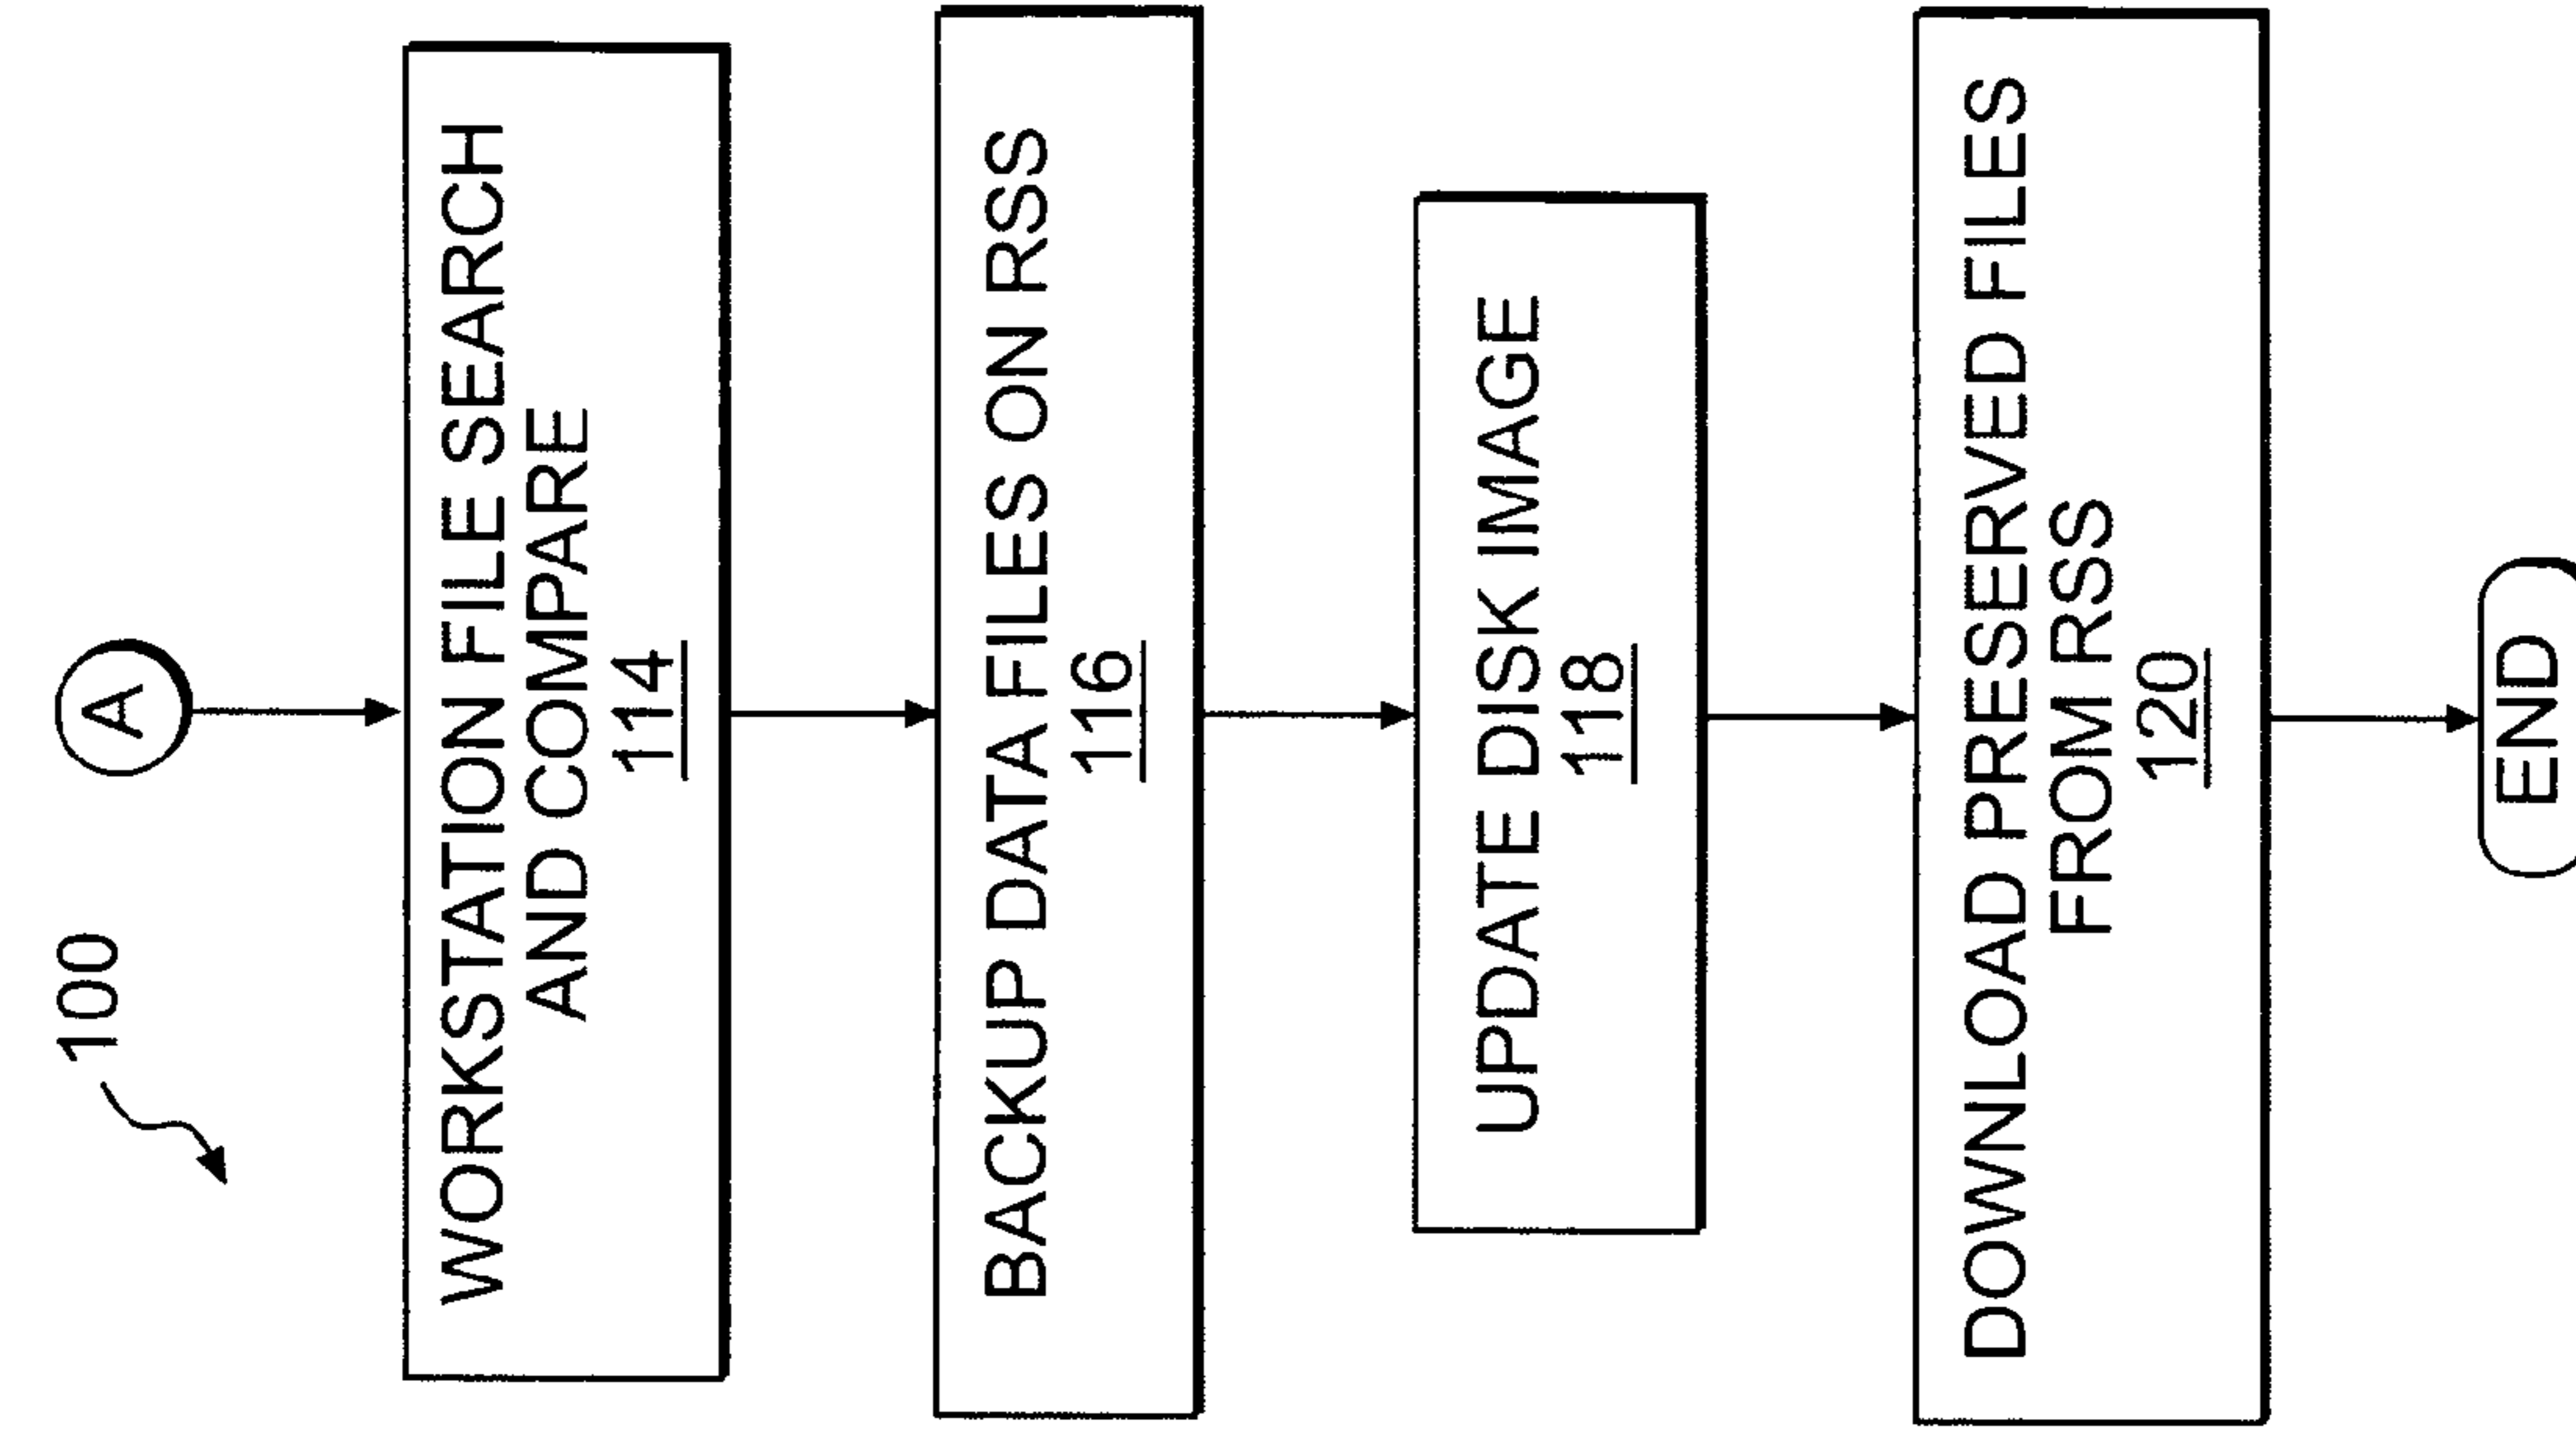 100
A
WORKSTATION FILE SEARCH
AND COMPARE
114
BACKUP DATA FILES ON RSS
116
UPDATE DISK IMAGE
118
DOWNLOAD PRESERVED FILES
FROM RSS
120
END